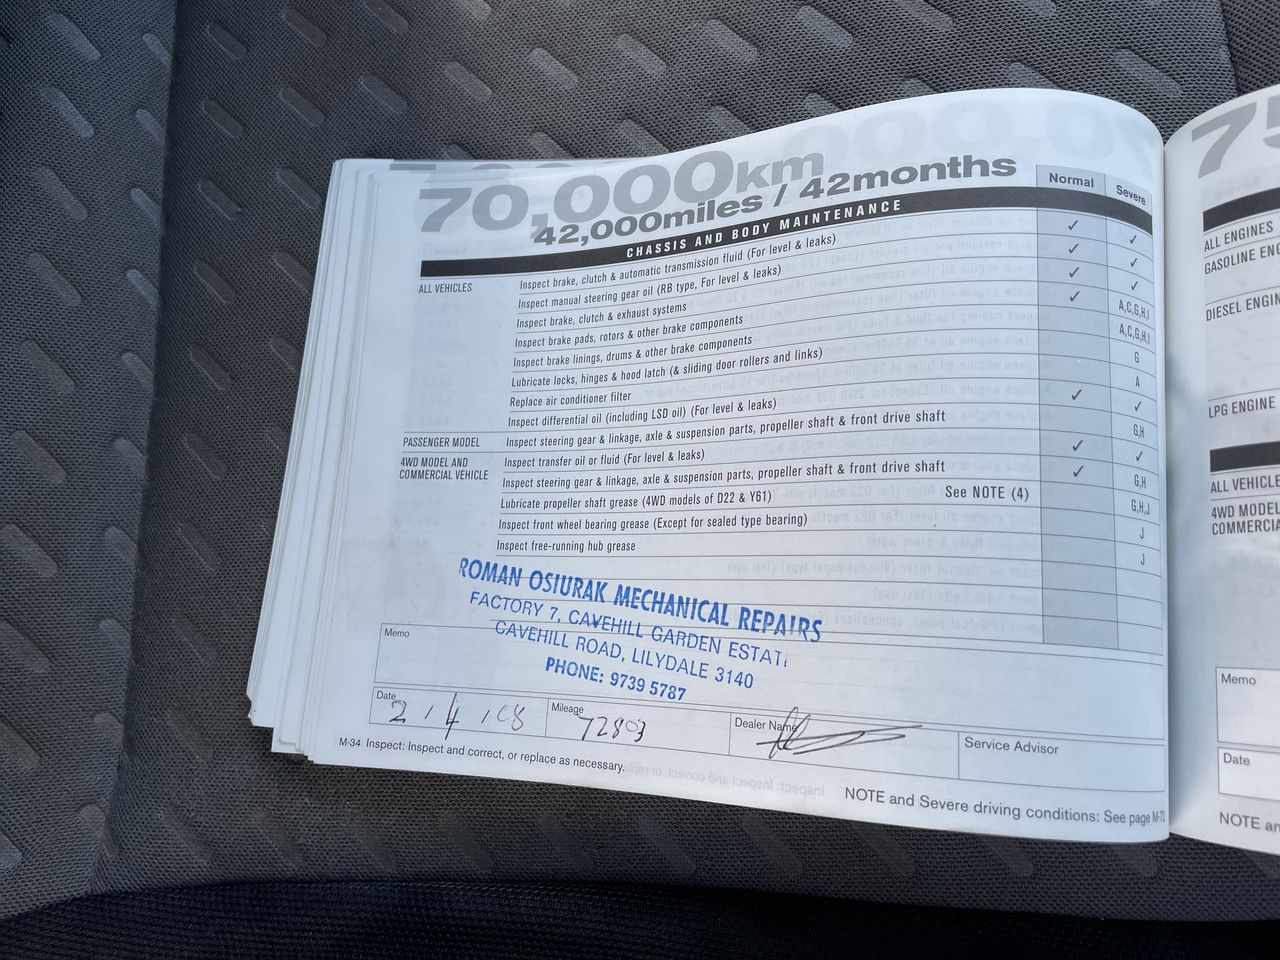 70,000km
42,000miles / 42months
Normal Severe
CHASSIS AND BODY MAINTENANCE
ALL VEHICLES
Inspect brake, clutch & automatic transmission fluid (For level & leaks) ✓ ✓
Inspect manual steering gear oil (RB type, For level & leaks) ✓ ✓
Inspect brake, clutch & exhaust systems ✓ ✓
Inspect brake pads, rotors & other brake components ✓ A,C,G,H,I
Inspect brake linings, drums & other brake components A,C,G,H,I
Lubricate locks, hinges & hood latch (& sliding door rollers and links) G
Replace air conditioner filter A
Inspect differential oil (including LSD oil) (For level & leaks) ✓ ✓
PASSENGER MODEL
Inspect steering gear & linkage, axle & suspension parts, propeller shaft & front drive shaft G,H
4WD MODEL AND
COMMERCIAL VEHICLE
Inspect transfer oil or fluid (For level & leaks) ✓ ✓
Inspect steering gear & linkage, axle & suspension parts, propeller shaft & front drive shaft ✓ G,H
Lubricate propeller shaft grease (4WD models of D22 & Y61) See NOTE (4) G,H,J
Inspect front wheel bearing grease (Except for sealed type bearing) J
Inspect free-running hub grease J
ROMAN OSIURAK MECHANICAL REPAIRS
FACTORY 7, CAVEHILL GARDEN ESTAT
CAVEHILL ROAD, LILYDALE 3140
PHONE: 9739 5787
Memo
Date 2/4/08
Mileage
Dealer Name
Service Advisor
M-34 Inspect: Inspect and correct, or replace as necessary.
NOTE and Severe driving conditions: See page M-72
75
ALL ENGINES
GASOLINE ENG
DIESEL ENGIN
LPG ENGINE
ALL VEHICLE
4WD MODEL
COMMERCIA
Memo
Date
NOTE an